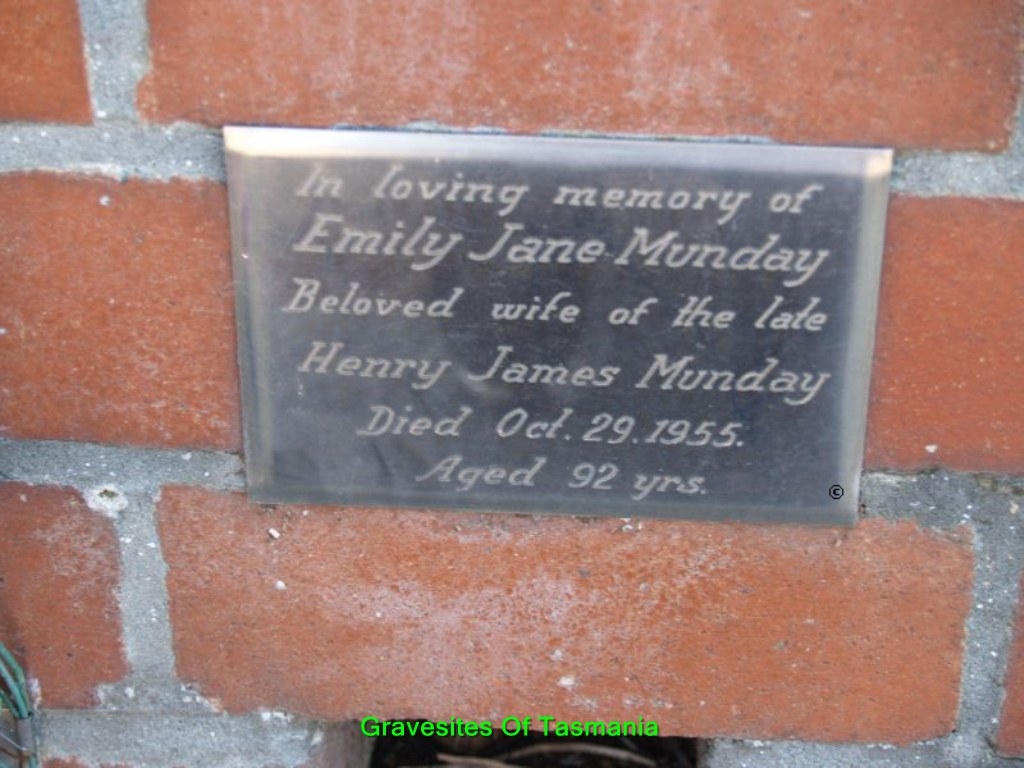 In loving memory of
Emily Jane Munday
Beloved wife of the late
Henry James Munday
Died Oct. 29. 1955.
Aged 92 yrs.
©
Gravesites Of Tasmania